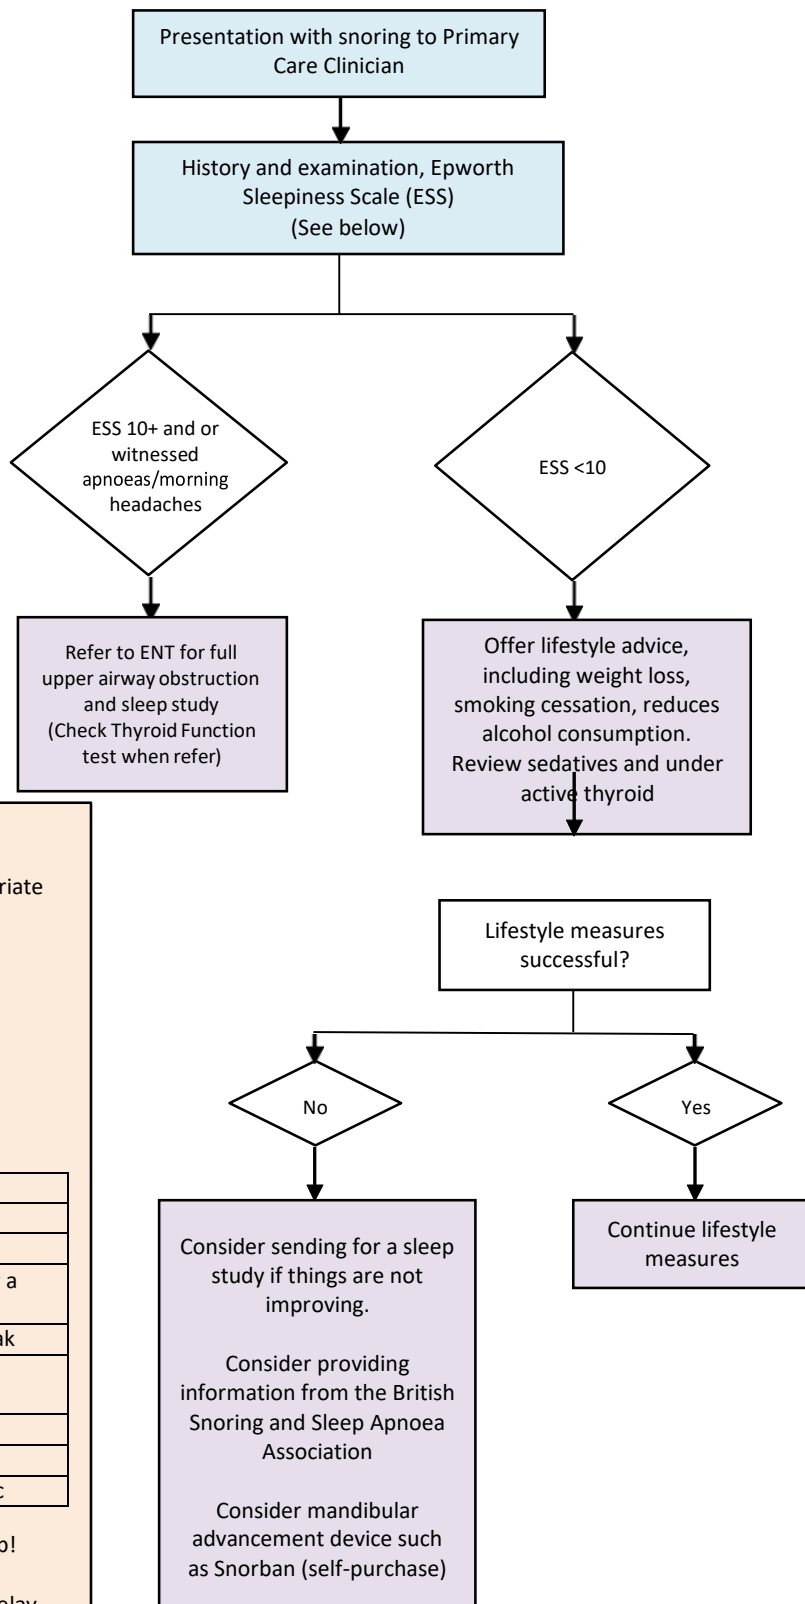 Presentation with snoring to Primary
Care Clinician
History and examination, Epworth
Sleepiness Scale (ESS)
(See below)
ESS 10+ and or
witnessed
apnoeas/morning
headaches
ESS <10
Refer to ENT for full
upper airway obstruction
and sleep study
(Check Thyroid Function
test when refer)
Offer lifestyle advice,
including weight loss,
smoking cessation, reduces
alcohol consumption.
Review sedatives and under
active thyroid
riate
a
ak
c
o!
elay
Lifestyle measures
successful?
No
Yes
Consider sending for a sleep
study if things are not
improving.
Consider providing
information from the British
Snoring and Sleep Apnoea
Association
Consider mandibular
advancement device such
as Snorban (self-purchase)
Continue lifestyle
measures